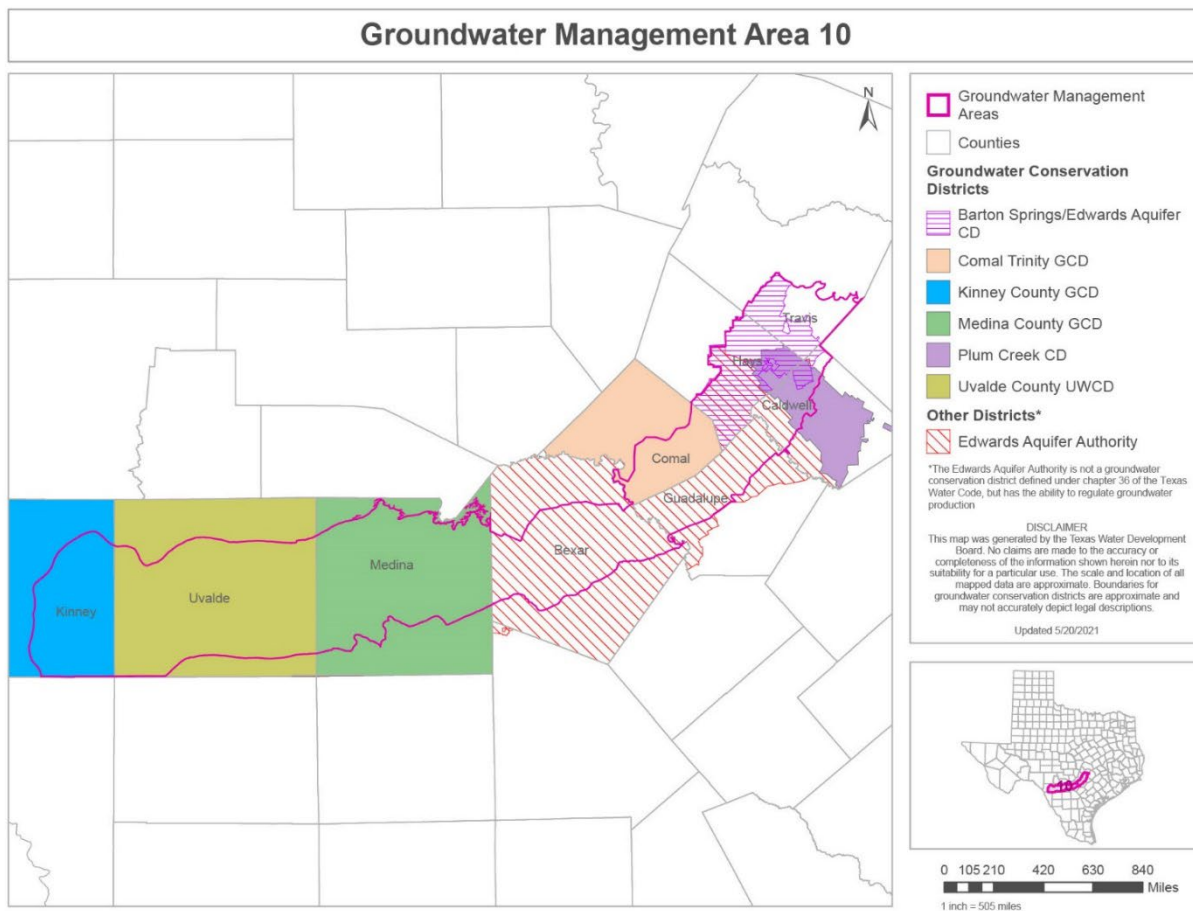 Groundwater Management Area 10
N
Travis
Hays
Caldwell
Comal
Guadalupe
Bexar
Medina
Uvalde
Kinney
Groundwater Management
Areas
Counties
Groundwater Conservation
Districts
Barton Springs/Edwards Aquifer
CD
Comal Trinity GCD
Kinney County GCD
Medina County GCD
Plum Creek CD
Uvalde County UWCD
Other Districts*
Edwards Aquifer Authority
*The Edwards Aquifer Authority is not a groundwater
conservation district defined under chapter 36 of the Texas
Water Code, but has the ability to regulate groundwater
production
DISCLAIMER
This map was generated by the Texas Water Development
Board. No claims are made to the accuracy or
completeness of the information shown herein nor to its
suitability for a particular use. The scale and location of all
mapped data are approximate. Boundaries for
groundwater conservation districts are approximate and
may not accurately depict legal descriptions.
Updated 5/20/2021
10
0 105 210 420 630 840
Miles
1 inch = 505 miles